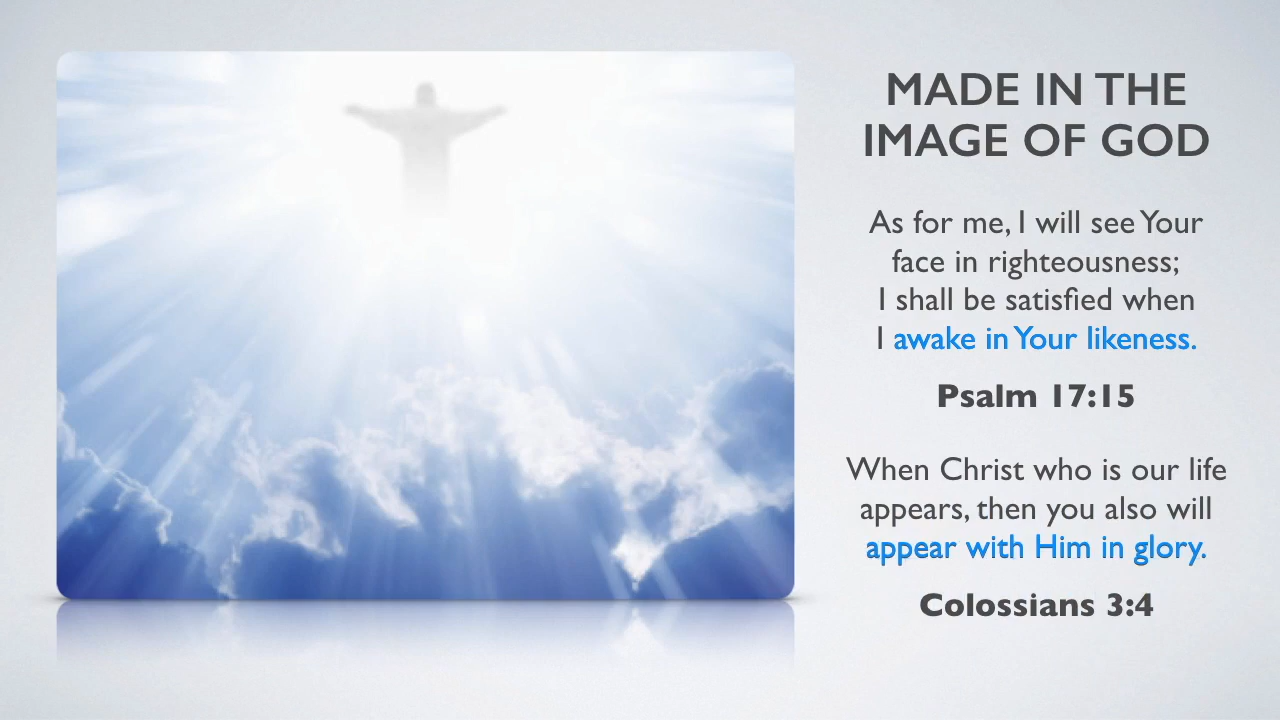 MADE IN THE
IMAGE OF GOD
As for me, I will see Your
face in righteousness;
I shall be satisfied when
I awake in Your likeness.
Psalm 17:15
When Christ who is our life
appears, then you also will
appear with Him in glory.
Colossians 3:4